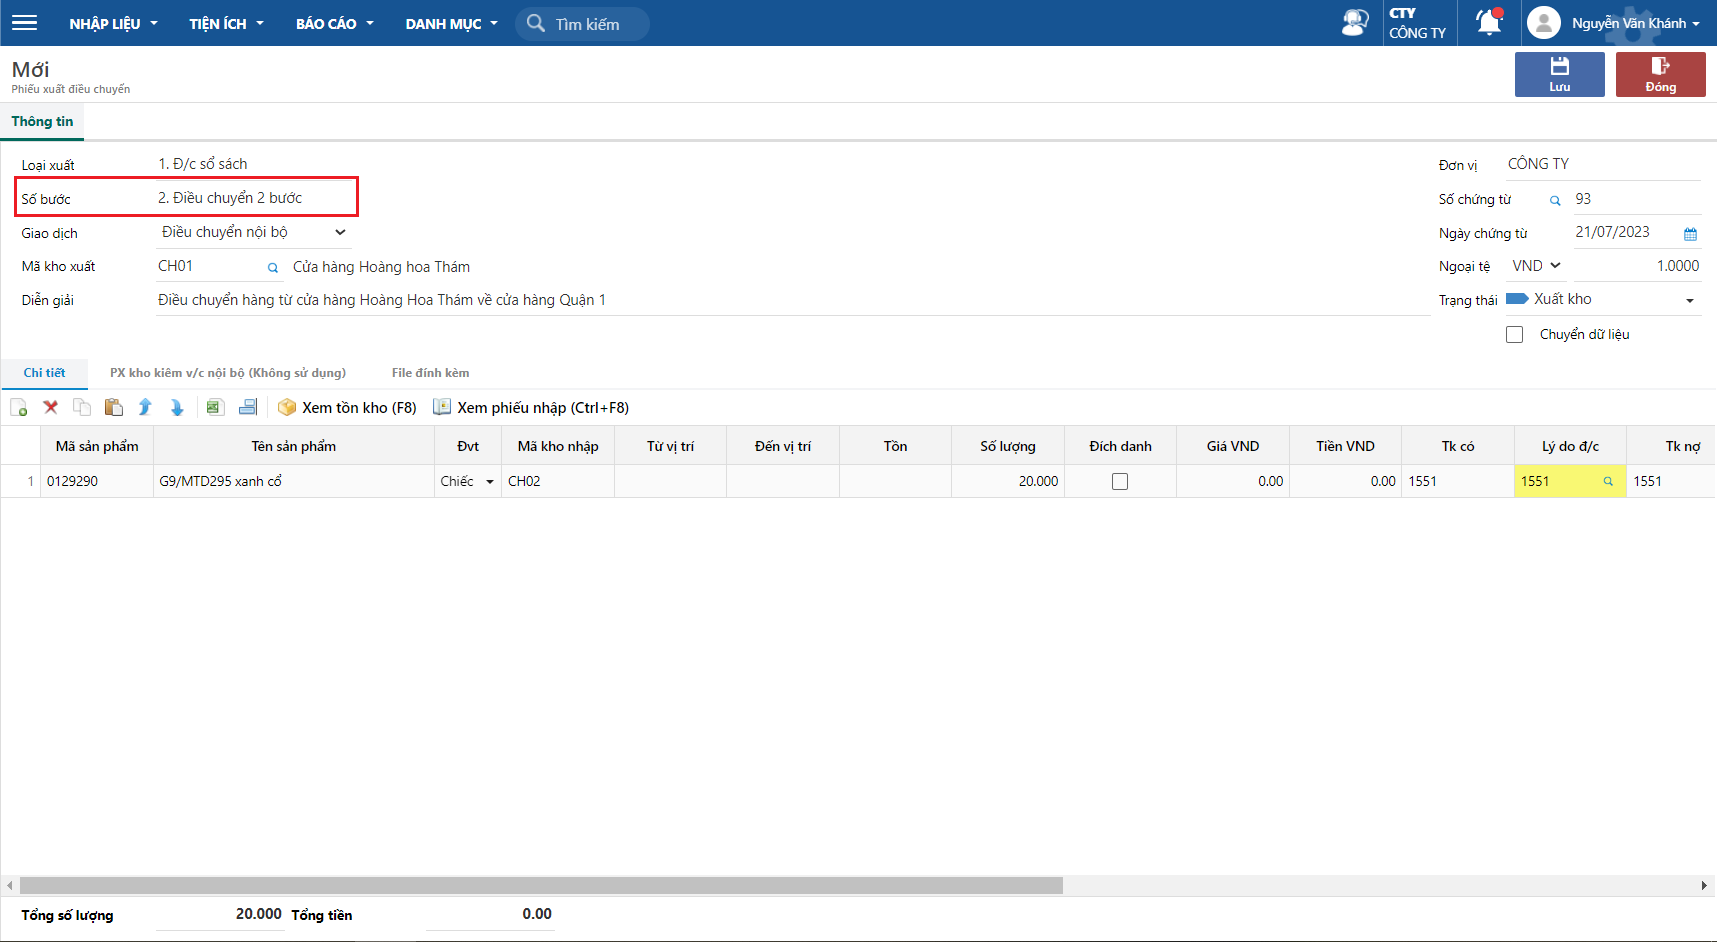 NHẬP LIỆU TIỆN ÍCH BÁO CÁO DANH MỤC Tìm kiếm CTY CÔNG TY Nguyễn Văn Khánh
Mới
Phiếu xuất điều chuyển
Lưu Đóng
Thông tin
Loại xuất 1. Đ/c sổ sách Đơn vị CÔNG TY
Số bước 2. Điều chuyển 2 bước Số chứng từ 93
Giao dịch Điều chuyển nội bộ Ngày chứng từ 21/07/2023
Mã kho xuất CH01 Cửa hàng Hoàng hoa Thám Ngoại tệ VND 1.0000
Diễn giải Điều chuyển hàng từ cửa hàng Hoàng Hoa Thám về cửa hàng Quận 1 Trạng thái Xuất kho
Chuyển dữ liệu
Chi tiết PX kho kiêm v/c nội bộ (Không sử dụng) File đính kèm
Xem tồn kho (F8) Xem phiếu nhập (Ctrl+F8)
Mã sản phẩm Tên sản phẩm Đvt Mã kho nhập Từ vị trí Đến vị trí Tồn Số lượng Đích danh Giá VND Tiền VND Tk có Lý do đ/c Tk nợ
1 0129290 G9/MTD295 xanh cổ Chiếc CH02 20.000 0.00 0.00 1551 1551 1551
Tổng số lượng 20.000 Tổng tiền 0.00